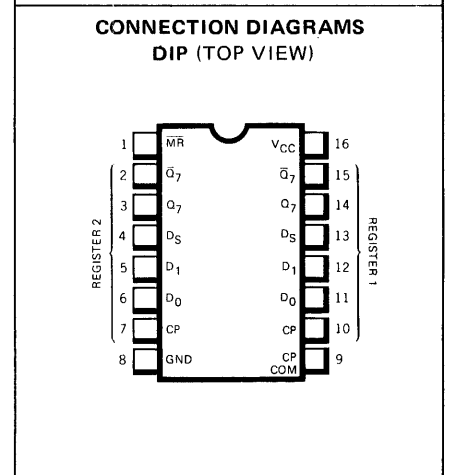 CONNECTION DIAGRAMS
DIP (TOP VIEW)
1 M̅R̅ VCC 16
2 Q̅7 Q̅7 15
3 Q7 Q7 14
4 DS DS 13
5 D1 D1 12
6 D0 D0 11
7 CP CP 10
8 GND CP COM 9
REGISTER 2
REGISTER 1